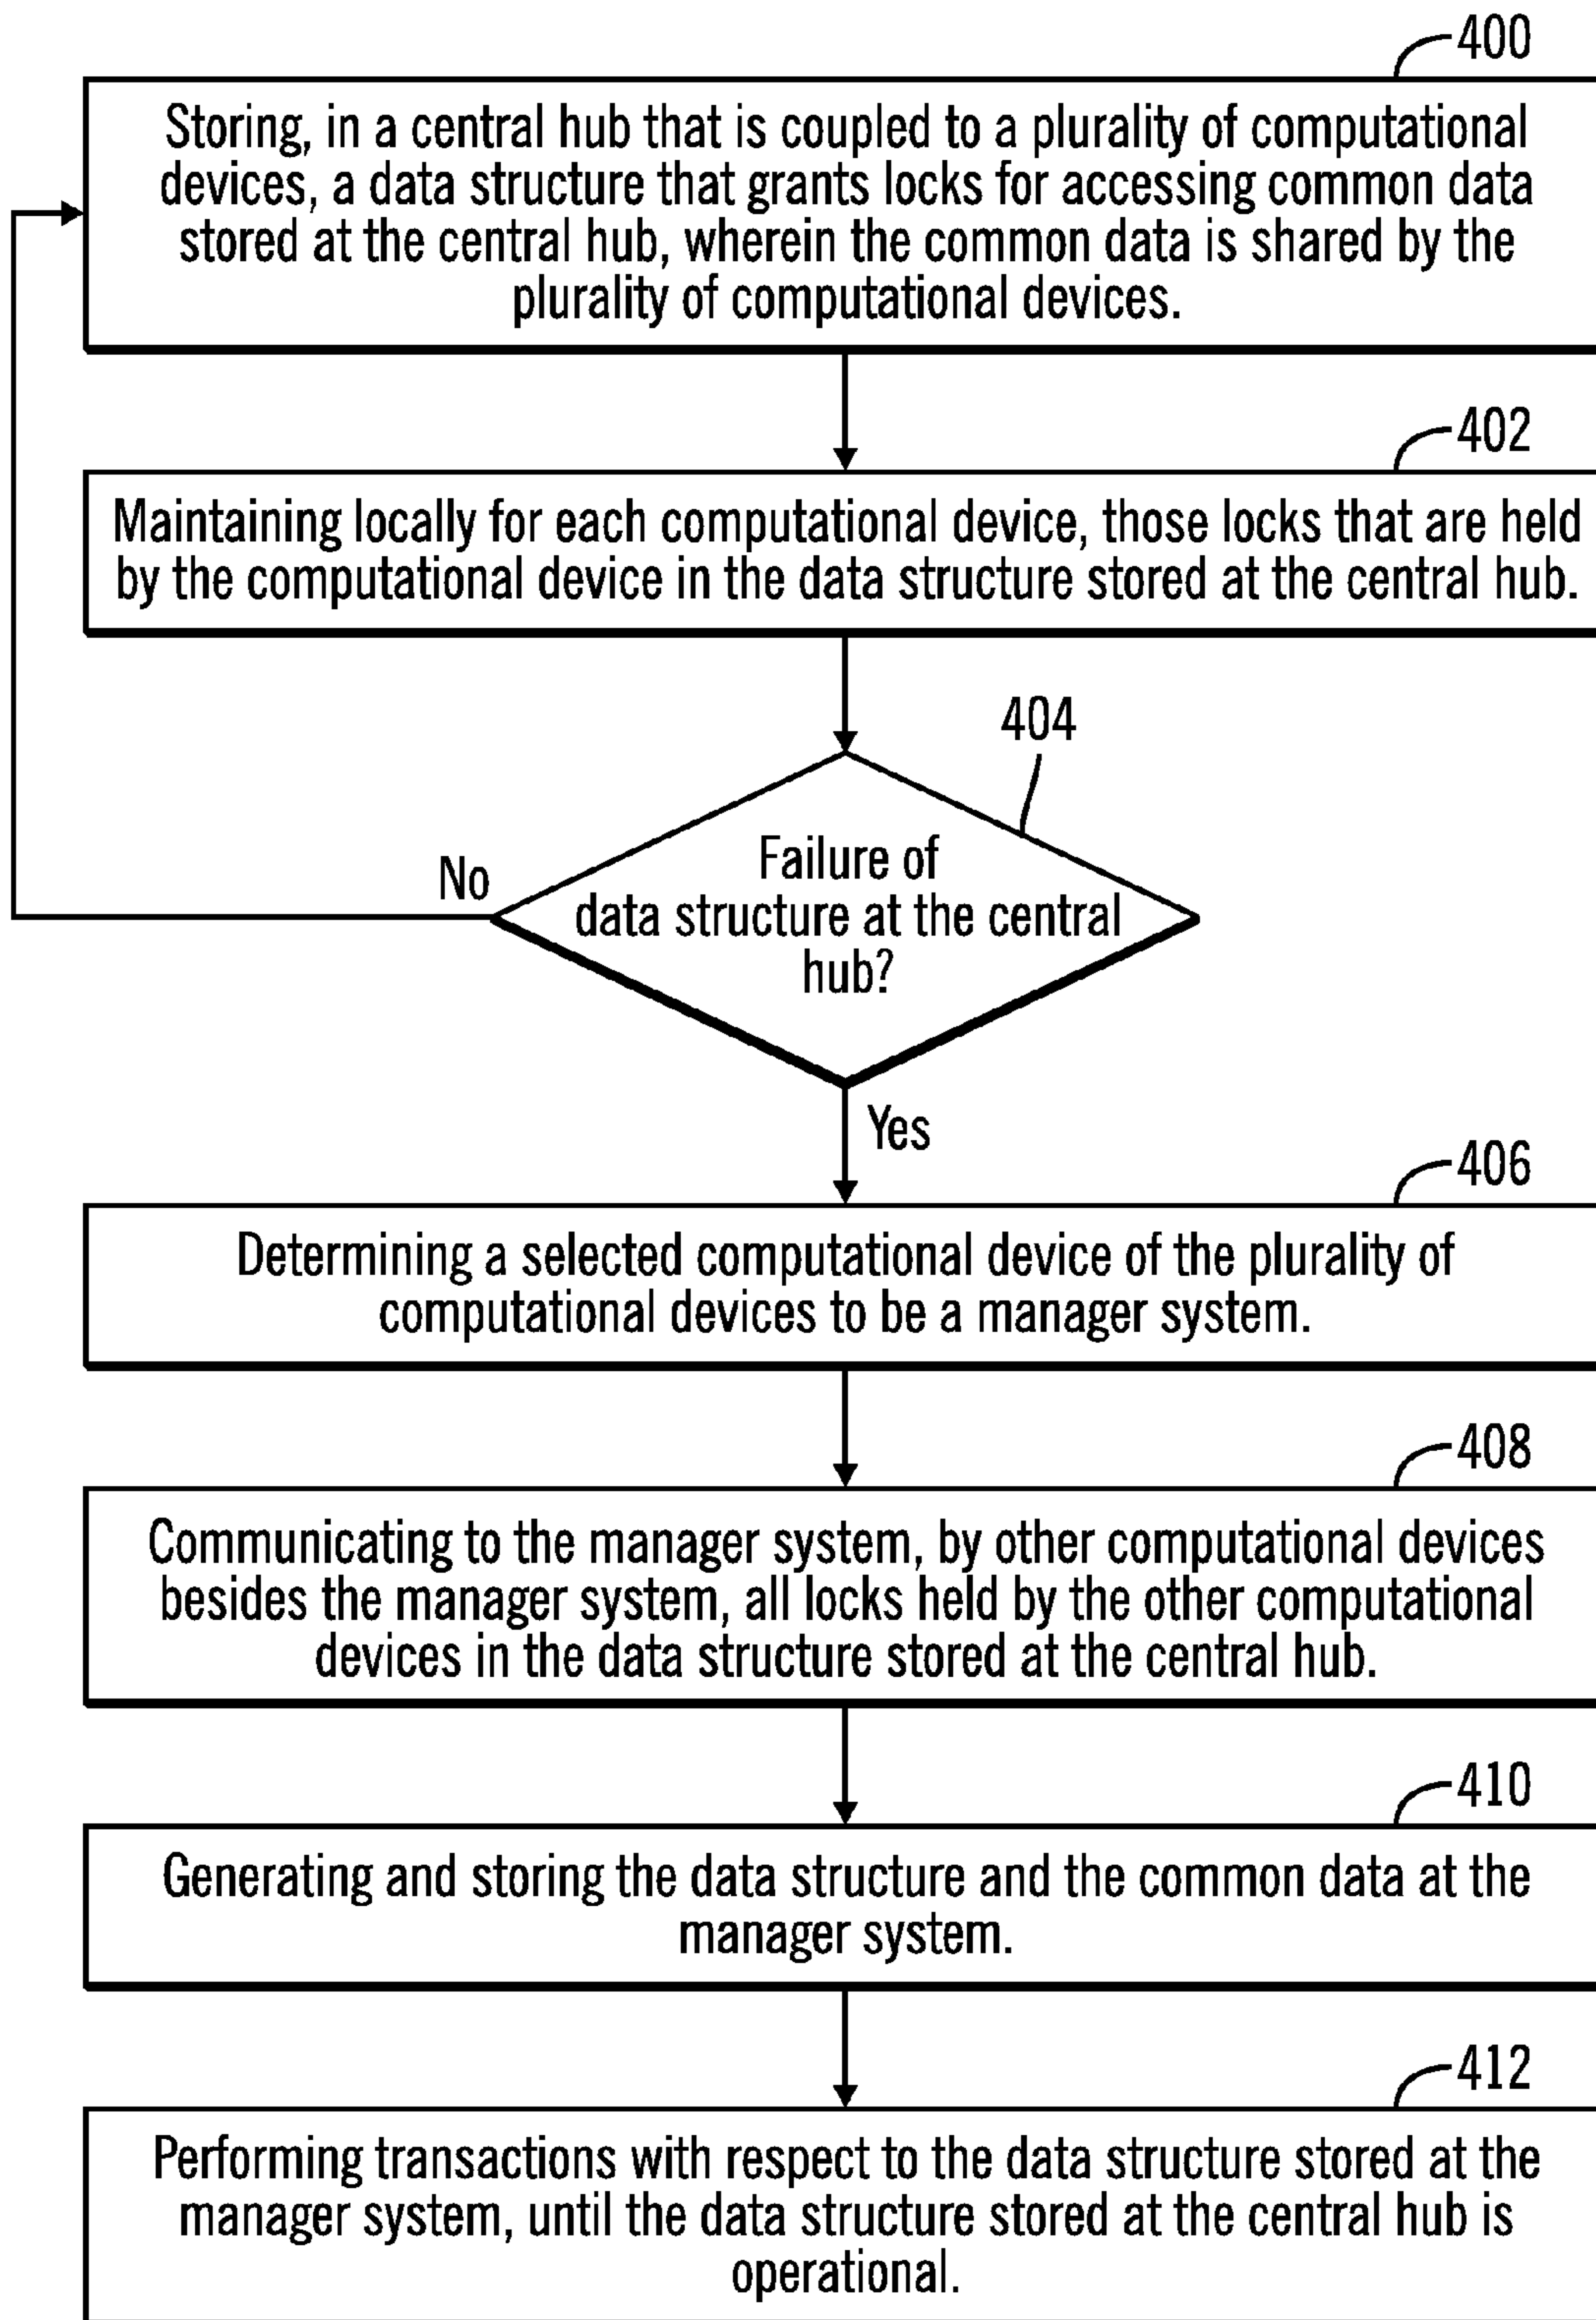 400
Storing, in a central hub that is coupled to a plurality of computational
devices, a data structure that grants locks for accessing common data
stored at the central hub, wherein the common data is shared by the
plurality of computational devices.
402
Maintaining locally for each computational device, those locks that are held
by the computational device in the data structure stored at the central hub.
404
Failure of
data structure at the central
hub?
No
Yes
406
Determining a selected computational device of the plurality of
computational devices to be a manager system.
408
Communicating to the manager system, by other computational devices
besides the manager system, all locks held by the other computational
devices in the data structure stored at the central hub.
410
Generating and storing the data structure and the common data at the
manager system.
412
Performing transactions with respect to the data structure stored at the
manager system, until the data structure stored at the central hub is
operational.